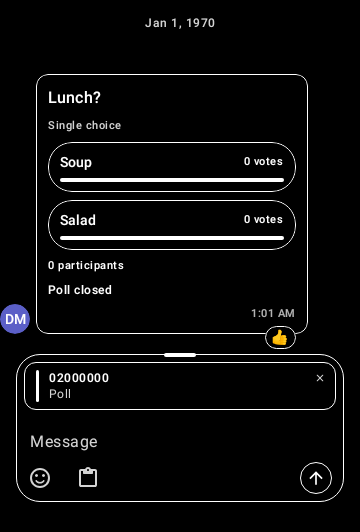 Jan 1, 1970
Lunch?
Single choice
Soup
0 votes
Salad
0 votes
0 participants
Poll closed
1:01 AM
DM
02000000
Poll
Message